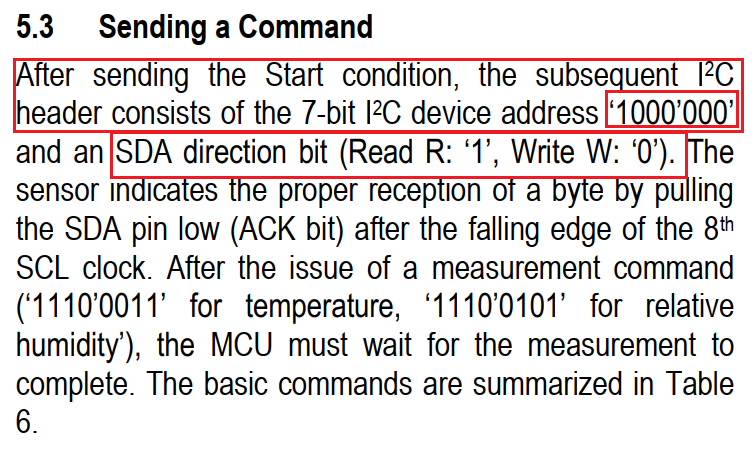 5.3 Sending a Command
After sending the Start condition, the subsequent I²C
header consists of the 7-bit I²C device address ‘1000’000’
and an SDA direction bit (Read R: ‘1’, Write W: ‘0’). The
sensor indicates the proper reception of a byte by pulling
the SDA pin low (ACK bit) after the falling edge of the 8th
SCL clock. After the issue of a measurement command
(‘1110’0011’ for temperature, ‘1110’0101’ for relative
humidity’), the MCU must wait for the measurement to
complete. The basic commands are summarized in Table
6.